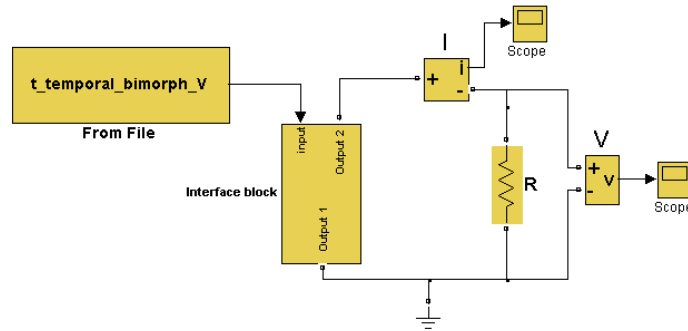 I
i
+
-
Scope
t_temporal_bimorph_V
From File
input
Output 2
Interface block
Output 1
R
V
+
-
v
Scope